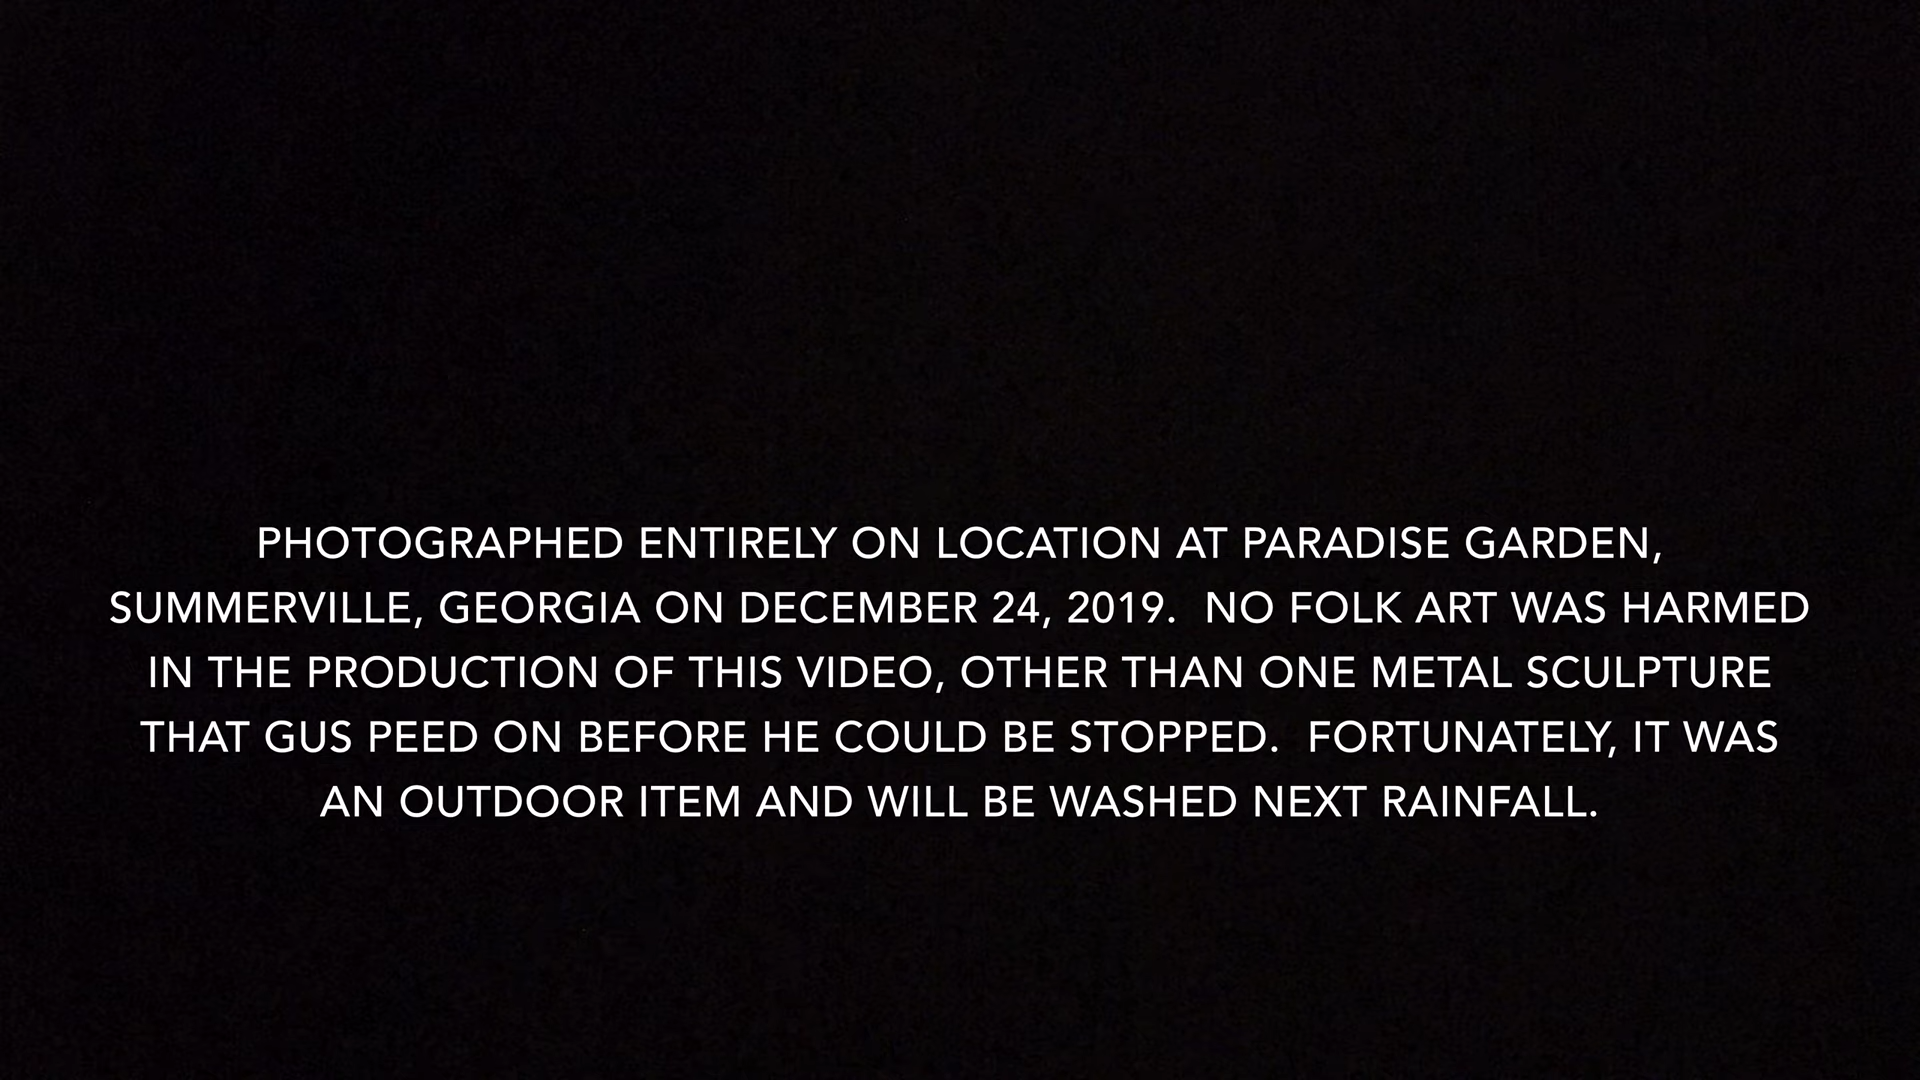 PHOTOGRAPHED ENTIRELY ON LOCATION AT PARADISE GARDEN,
SUMMERVILLE, GEORGIA ON DECEMBER 24, 2019.  NO FOLK ART WAS HARMED
IN THE PRODUCTION OF THIS VIDEO, OTHER THAN ONE METAL SCULPTURE
THAT GUS PEED ON BEFORE HE COULD BE STOPPED.  FORTUNATELY, IT WAS
AN OUTDOOR ITEM AND WILL BE WASHED NEXT RAINFALL.